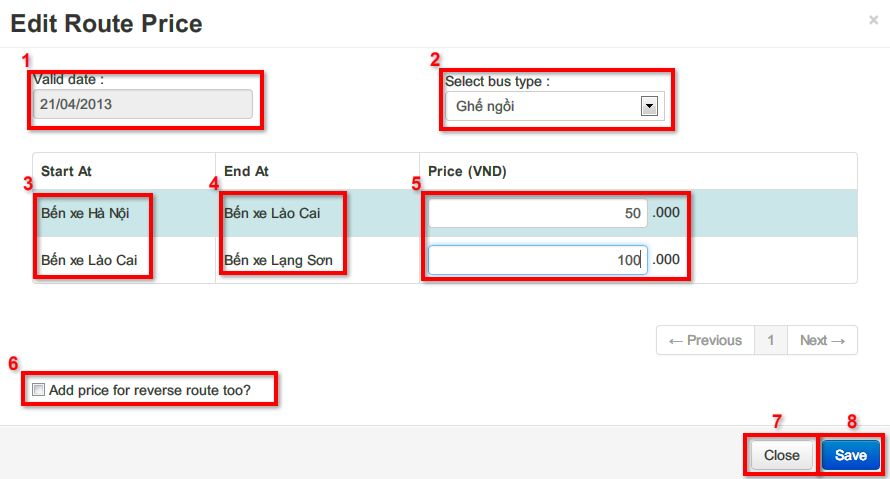 Edit Route Price ×
1
Valid date :
21/04/2013
2
Select bus type :
Ghế ngồi
Start At End At Price (VND)
3 4 5
Bến xe Hà Nội Bến xe Lào Cai 50 .000
Bến xe Lào Cai Bến xe Lạng Sơn 100 .000
← Previous 1 Next →
6
Add price for reverse route too?
7 8
Close Save